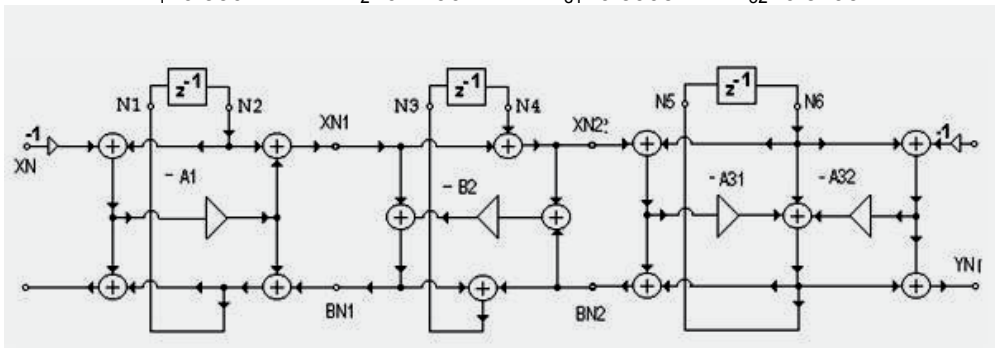 z-1 z-1 z-1
N1 N2 N3 N4 N5 N6
-1 XN1 XN2 -1
XN
- A1 - B2 -A31 -A32
YN
BN1 BN2